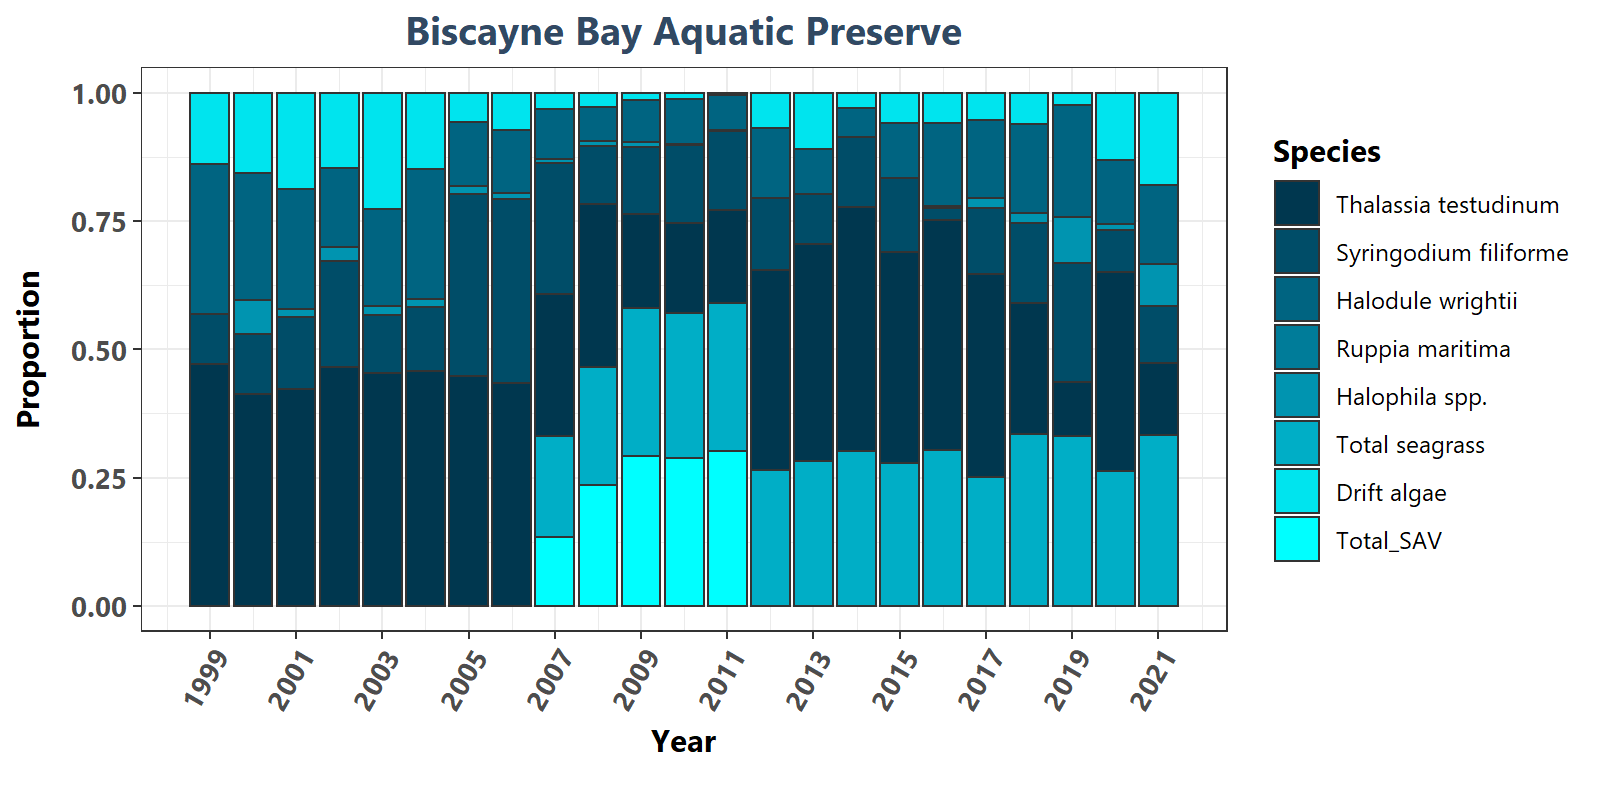 Biscayne Bay Aquatic Preserve
1.00
0.75
0.50
0.25
0.00
Proportion
1999
2001
2003
2005
2007
2009
2011
2013
2015
2017
2019
2021
Year
Species
Thalassia testudinum
Syringodium filiforme
Halodule wrightii
Ruppia maritima
Halophila spp.
Total seagrass
Drift algae
Total_SAV